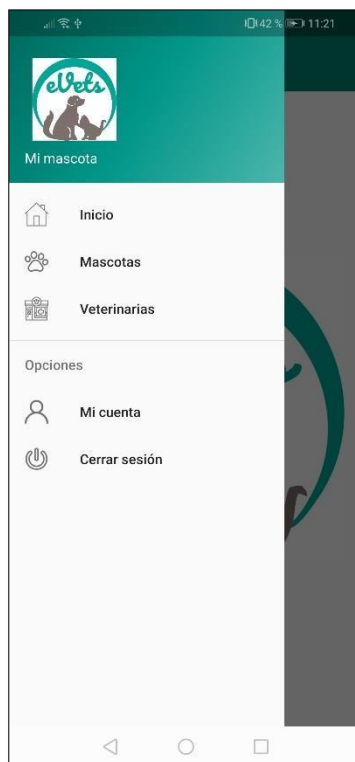 42 % 11:21
eVets
Mi mascota
Inicio
Mascotas
Veterinarias
Opciones
Mi cuenta
Cerrar sesión